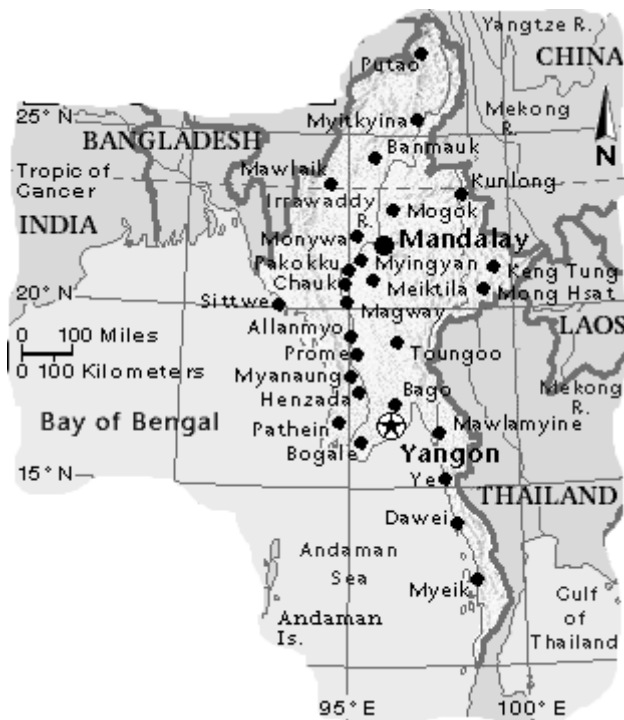 Yangtze R.
CHINA
Putao
25° N
Myitkyina
Mekong
R.
BANGLADESH
N
Banmauk
Tropic of
Cancer
Mawlaik
Kunlong
Irrawaddy
R.
Mogok
INDIA
Monywa
Mandalay
Pakokku
Myingyan
Keng Tung
Chauk
Meiktila
Mong Hsat
20° N
Sittwe
Magway
LAOS
0 100 Miles
Allanmyo
0 100 Kilometers
Prome
Toungoo
Myanaung
Mekong
R.
Henzada
Bago
Bay of Bengal
Pathein
Mawlamyine
Bogale
Yangon
15° N
Ye
THAILAND
Dawei
Andaman
Sea
Myeik
Gulf
of
Thailand
Andaman
Is.
95° E
100° E